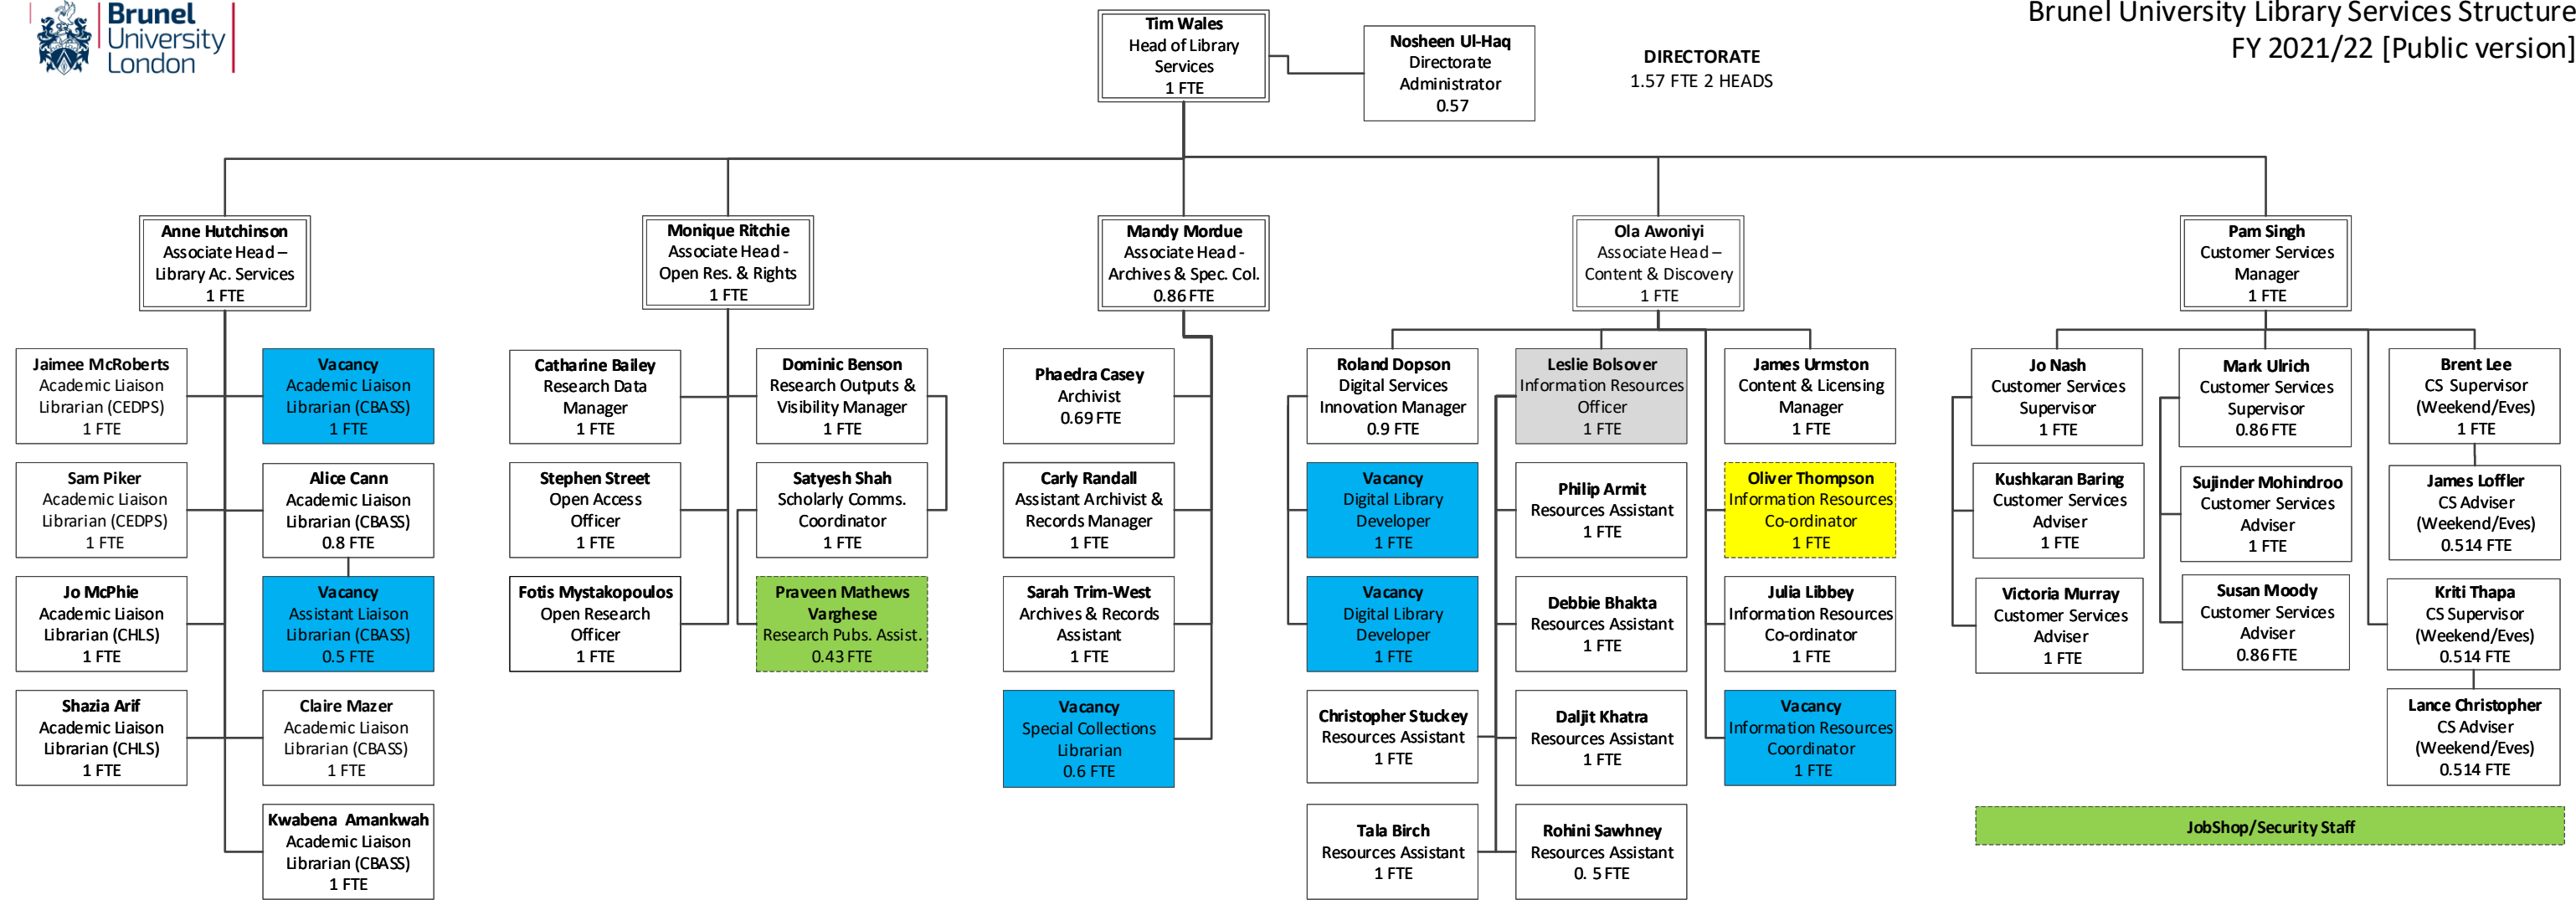 Brunel
University
London
Brunel University Library Services Structure
FY 2021/22 [Public version]
Tim Wales
Head of Library
Services
1 FTE
Nosheen Ul-Haq
Directorate
Administrator
0.57
DIRECTORATE
1.57 FTE 2 HEADS
Anne Hutchinson
Associate Head –
Library Ac. Services
1 FTE
Monique Ritchie
Associate Head -
Open Res. & Rights
1 FTE
Mandy Mordue
Associate Head -
Archives & Spec. Col.
0.86 FTE
Ola Awoniyi
Associate Head –
Content & Discovery
1 FTE
Pam Singh
Customer Services
Manager
1 FTE
Jaimee McRoberts
Academic Liaison
Librarian (CEDPS)
1 FTE
Vacancy
Academic Liaison
Librarian (CBASS)
1 FTE
Sam Piker
Academic Liaison
Librarian (CEDPS)
1 FTE
Alice Cann
Academic Liaison
Librarian (CBASS)
0.8 FTE
Jo McPhie
Academic Liaison
Librarian (CHLS)
1 FTE
Vacancy
Assistant Liaison
Librarian (CBASS)
0.5 FTE
Shazia Arif
Academic Liaison
Librarian (CHLS)
1 FTE
Claire Mazer
Academic Liaison
Librarian (CBASS)
1 FTE
Kwabena Amankwah
Academic Liaison
Librarian (CBASS)
1 FTE
Catharine Bailey
Research Data
Manager
1 FTE
Dominic Benson
Research Outputs &
Visibility Manager
1 FTE
Stephen Street
Open Access
Officer
1 FTE
Satyesh Shah
Scholarly Comms.
Coordinator
1 FTE
Fotis Mystakopoulos
Open Research
Officer
1 FTE
Praveen Mathews
Varghese
Research Pubs. Assist.
0.43 FTE
Phaedra Casey
Archivist
0.69 FTE
Carly Randall
Assistant Archivist &
Records Manager
1 FTE
Sarah Trim-West
Archives & Records
Assistant
1 FTE
Vacancy
Special Collections
Librarian
0.6 FTE
Roland Dopson
Digital Services
Innovation Manager
0.9 FTE
Leslie Bolsover
Information Resources
Officer
1 FTE
James Urmston
Content & Licensing
Manager
1 FTE
Vacancy
Digital Library
Developer
1 FTE
Philip Armit
Resources Assistant
1 FTE
Oliver Thompson
Information Resources
Co-ordinator
1 FTE
Vacancy
Digital Library
Developer
1 FTE
Debbie Bhakta
Resources Assistant
1 FTE
Julia Libbey
Information Resources
Co-ordinator
1 FTE
Christopher Stuckey
Resources Assistant
1 FTE
Daljit Khatra
Resources Assistant
1 FTE
Vacancy
Information Resources
Coordinator
1 FTE
Tala Birch
Resources Assistant
1 FTE
Rohini Sawhney
Resources Assistant
0. 5 FTE
Jo Nash
Customer Services
Supervisor
1 FTE
Mark Ulrich
Customer Services
Supervisor
0.86 FTE
Brent Lee
CS Supervisor
(Weekend/Eves)
1 FTE
Kushkaran Baring
Customer Services
Adviser
1 FTE
Sujinder Mohindroo
Customer Services
Adviser
1 FTE
James Loffler
CS Adviser
(Weekend/Eves)
0.514 FTE
Victoria Murray
Customer Services
Adviser
1 FTE
Susan Moody
Customer Services
Adviser
0.86 FTE
Kriti Thapa
CS Supervisor
(Weekend/Eves)
0.514 FTE
Lance Christopher
CS Adviser
(Weekend/Eves)
0.514 FTE
JobShop/Security Staff